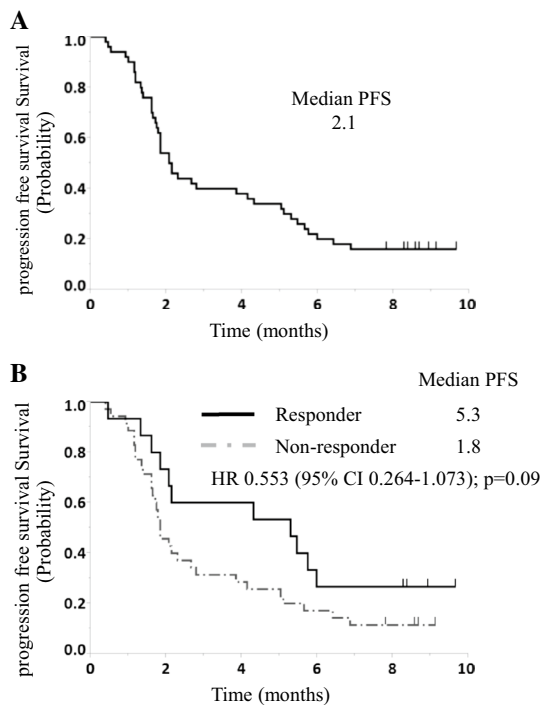 A
progression free survival Survival
(Probability)
1.0
0.8
0.6
0.4
0.2
0.0
Median PFS
2.1
0 2 4 6 8 10
Time (months)
B
progression free survival Survival
(Probability)
1.0
0.8
0.6
0.4
0.2
0.0
Median PFS
Responder 5.3
Non-responder 1.8
HR 0.553 (95% CI 0.264-1.073); p=0.09
0 2 4 6 8 10
Time (months)